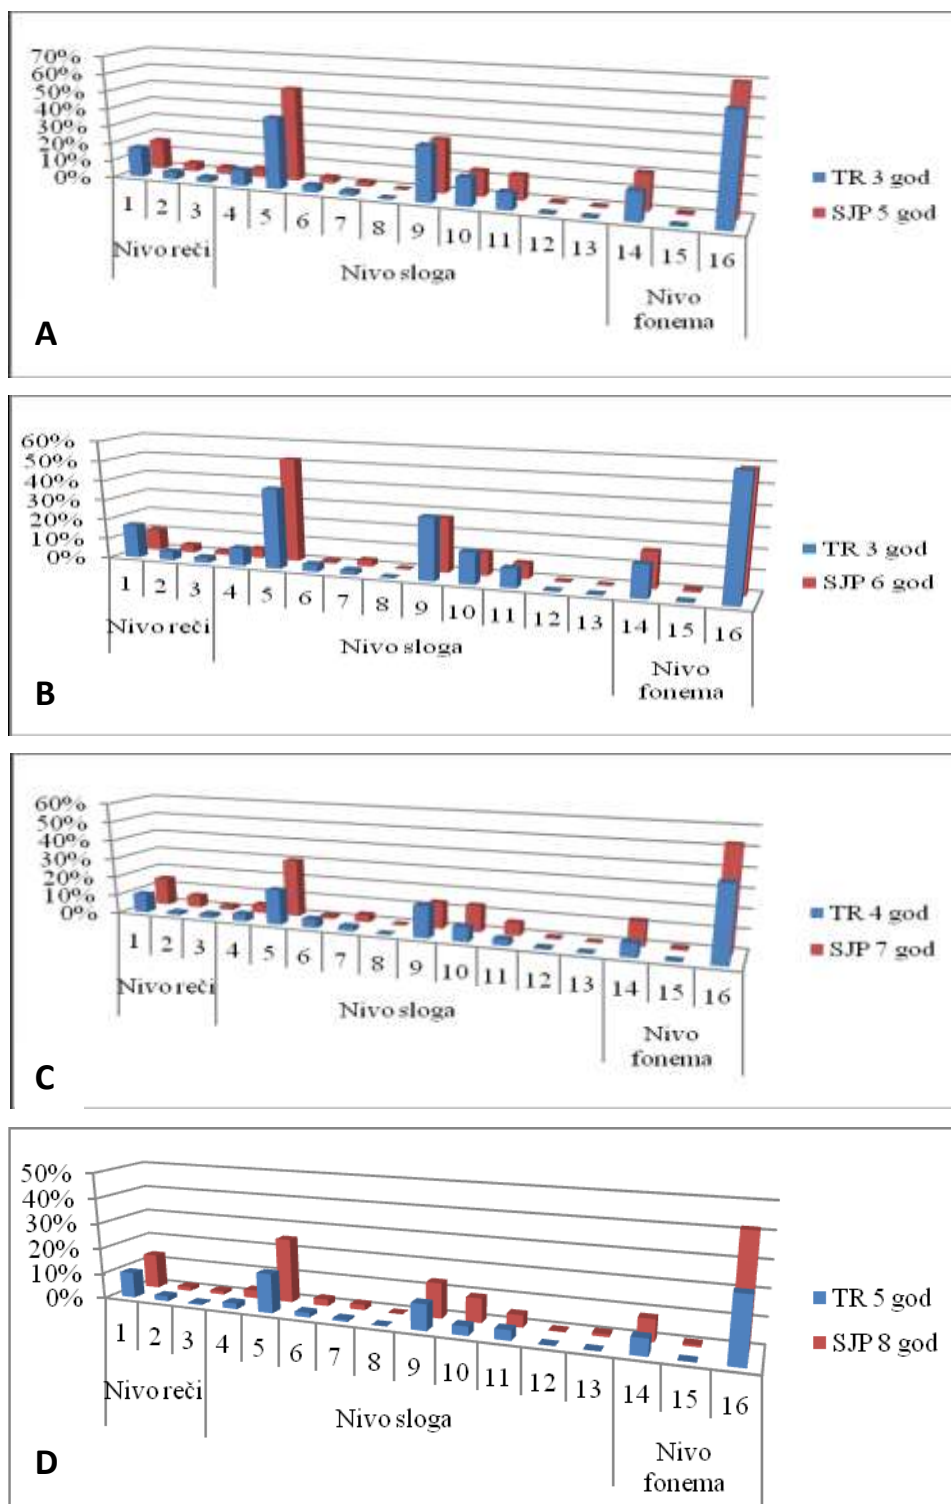 70%
60%
50%
40%
30%
20%
10%
0%
1 2 3 4 5 6 7 8 9 10 11 12 13 14 15 16
Nivo reči
Nivo sloga
Nivo
fonema
TR 3 god
SJP 5 god
A
60%
50%
40%
30%
20%
10%
0%
1 2 3 4 5 6 7 8 9 10 11 12 13 14 15 16
Nivo reči
Nivo sloga
Nivo
fonema
TR 3 god
SJP 6 god
B
60%
50%
40%
30%
20%
10%
0%
1 2 3 4 5 6 7 8 9 10 11 12 13 14 15 16
Nivo reči
Nivo sloga
Nivo
fonema
TR 4 god
SJP 7 god
C
50%
40%
30%
20%
10%
0%
1 2 3 4 5 6 7 8 9 10 11 12 13 14 15 16
Nivo reči
Nivo sloga
Nivo
fonema
TR 5 god
SJP 8 god
D